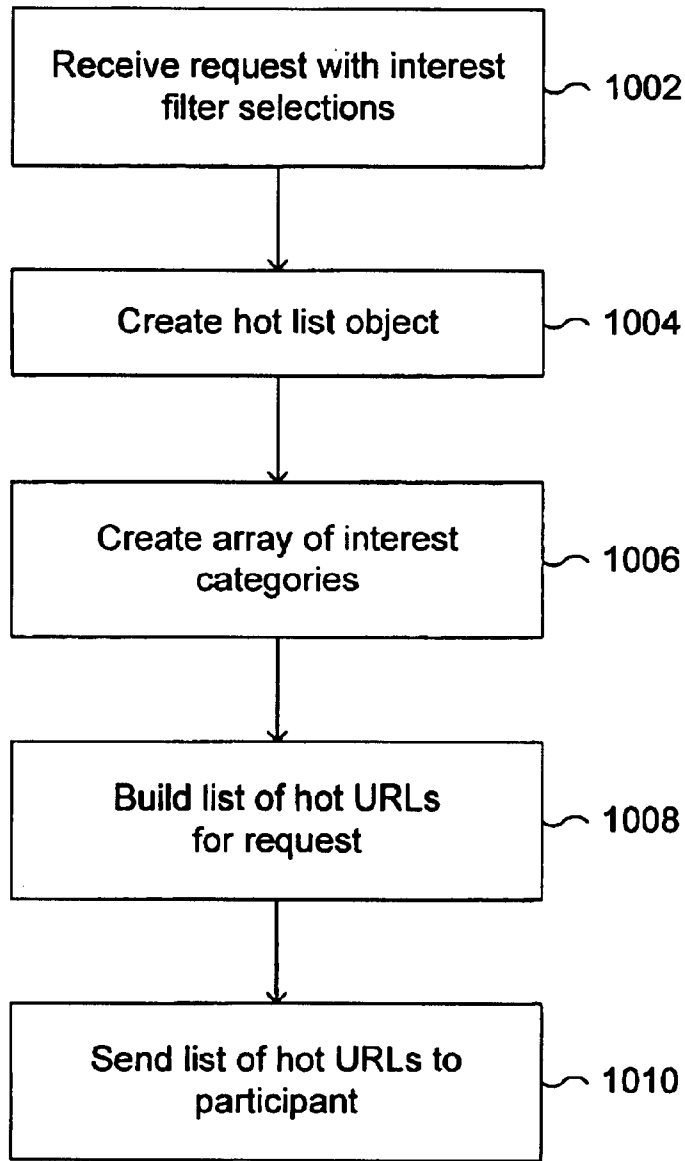 Receive request with interest
filter selections
1002
Create hot list object
1004
Create array of interest
categories
1006
Build list of hot URLs
for request
1008
Send list of hot URLs to
participant
1010